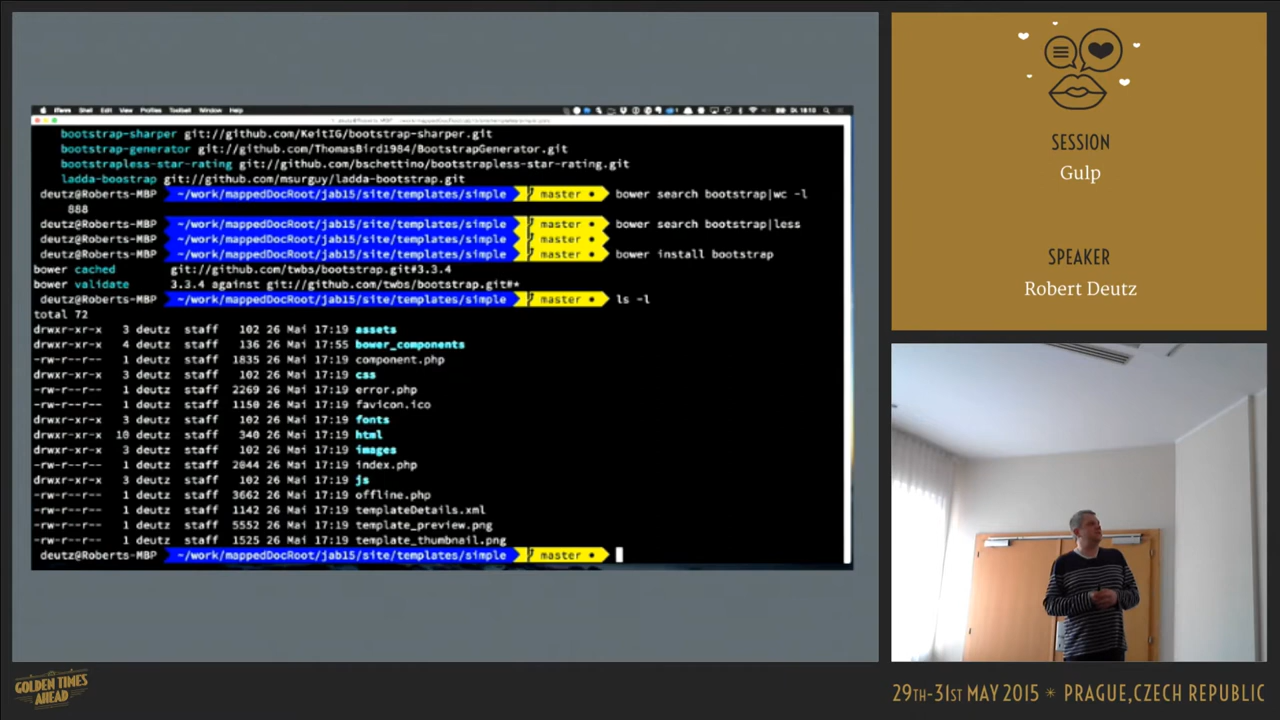 iTerm Shell Edit View Profiles Toolbelt Window Help
bootstrap-sharper git://github.com/KeitIG/bootstrap-sharper.git
bootstrap-generator git://github.com/ThomasBird1984/BootstrapGenerator.git
bootstrapless-star-rating git://github.com/bschettino/bootstrapless-star-rating.git
ladda-boostrap git://github.com/msurguy/ladda-bootstrap.git
deutz@Roberts-MBP ~/work/mappedDocRoot/jab15/site/templates/simple master • bower search bootstrap|wc -l
888
deutz@Roberts-MBP ~/work/mappedDocRoot/jab15/site/templates/simple master • bower search bootstrap|less
deutz@Roberts-MBP ~/work/mappedDocRoot/jab15/site/templates/simple master •
deutz@Roberts-MBP ~/work/mappedDocRoot/jab15/site/templates/simple master • bower install bootstrap
bower cached git://github.com/twbs/bootstrap.git#3.3.4
bower validate 3.3.4 against git://github.com/twbs/bootstrap.git#*
deutz@Roberts-MBP ~/work/mappedDocRoot/jab15/site/templates/simple master • ls -l
total 72
drwxr-xr-x 3 deutz staff 102 26 Mai 17:19 assets
drwxr-xr-x 4 deutz staff 136 26 Mai 17:55 bower_components
-rw-r--r-- 1 deutz staff 1835 26 Mai 17:19 component.php
drwxr-xr-x 3 deutz staff 102 26 Mai 17:19 css
-rw-r--r-- 1 deutz staff 2269 26 Mai 17:19 error.php
-rw-r--r-- 1 deutz staff 1150 26 Mai 17:19 favicon.ico
drwxr-xr-x 3 deutz staff 102 26 Mai 17:19 fonts
drwxr-xr-x 10 deutz staff 340 26 Mai 17:19 html
drwxr-xr-x 3 deutz staff 102 26 Mai 17:19 images
-rw-r--r-- 1 deutz staff 2044 26 Mai 17:19 index.php
drwxr-xr-x 3 deutz staff 102 26 Mai 17:19 js
-rw-r--r-- 1 deutz staff 3662 26 Mai 17:19 offline.php
-rw-r--r-- 1 deutz staff 1142 26 Mai 17:19 templateDetails.xml
-rw-r--r-- 1 deutz staff 5552 26 Mai 17:19 template_preview.png
-rw-r--r-- 1 deutz staff 1525 26 Mai 17:19 template_thumbnail.png
deutz@Roberts-MBP ~/work/mappedDocRoot/jab15/site/templates/simple master •
SESSION
Gulp
SPEAKER
Robert Deutz
GOLDEN TIMES
AHEAD
29TH-31ST MAY 2015 * PRAGUE, CZECH REPUBLIC